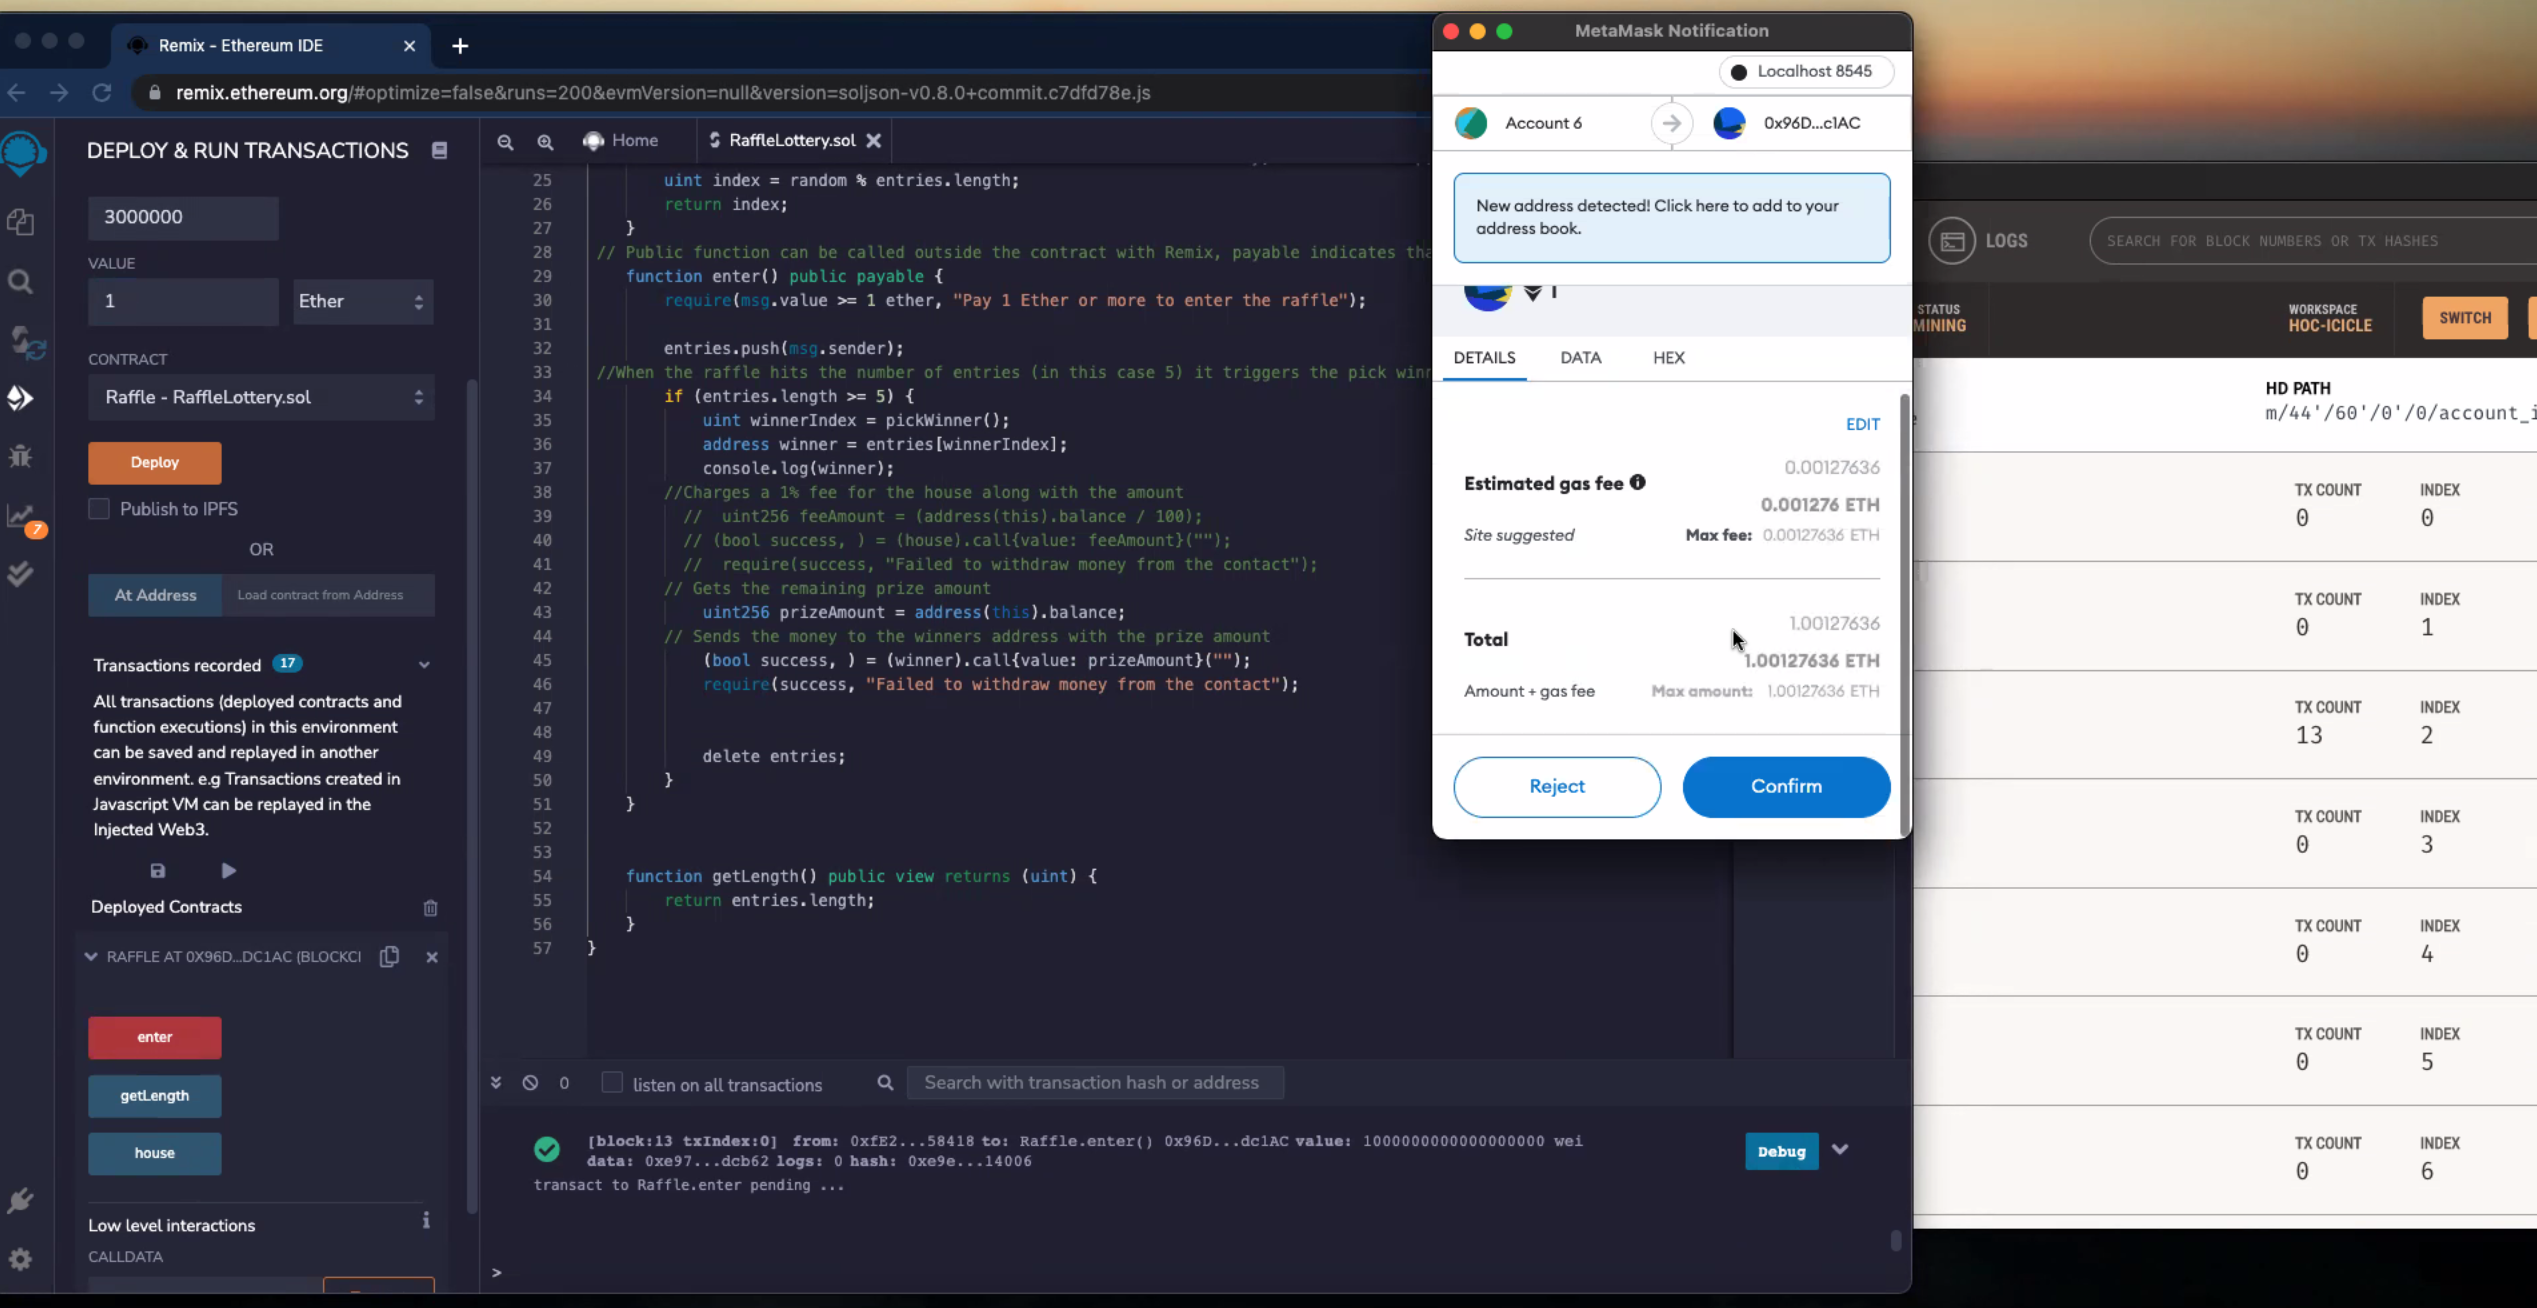 Remix - Ethereum IDE
remix.ethereum.org/#optimize=false&runs=200&evmVersion=null&version=soljson-v0.8.0+commit.c7dfd78e.js
DEPLOY & RUN TRANSACTIONS
3000000
VALUE
1
Ether
CONTRACT
Raffle - RaffleLottery.sol
Deploy
Publish to IPFS
OR
At Address
Load contract from Address
Transactions recorded 17
All transactions (deployed contracts and
function executions) in this environment
can be saved and replayed in another
environment. e.g Transactions created in
Javascript VM can be replayed in the
Injected Web3.
Deployed Contracts
RAFFLE AT 0X96D...DC1AC (BLOCKCI
enter
getLength
house
Low level interactions
CALLDATA
7
Home
RaffleLottery.sol
25 uint index = random % entries.length;
26 return index;
27 }
28 // Public function can be called outside the contract with Remix, payable indicates
29 function enter() public payable {
30 require(msg.value >= 1 ether, "Pay 1 Ether or more to enter the raffle");
31
32 entries.push(msg.sender);
33 //When the raffle hits the number of entries (in this case 5) it triggers the pick
34 if (entries.length >= 5) {
35 uint winnerIndex = pickWinner();
36 address winner = entries[winnerIndex];
37 console.log(winner);
38 //Charges a 1% fee for the house along with the amount
39 // uint256 feeAmount = (address(this).balance / 100);
40 // (bool success, ) = (house).call{value: feeAmount}("");
41 // require(success, "Failed to withdraw money from the contact");
42 // Gets the remaining prize amount
43 uint256 prizeAmount = address(this).balance;
44 // Sends the money to the winners address with the prize amount
45 (bool success, ) = (winner).call{value: prizeAmount}("");
46 require(success, "Failed to withdraw money from the contact");
47
48
49 delete entries;
50 }
51 }
52
53
54 function getLength() public view returns (uint) {
55 return entries.length;
56 }
57 }
0
listen on all transactions
Search with transaction hash or address
[block:13 txIndex:0] from: 0xfE2...58418 to: Raffle.enter() 0x96D...dc1AC value: 1000000000000000000 wei
data: 0xe97...dcb62 logs: 0 hash: 0xe9e...14006
Debug
transact to Raffle.enter pending ...
>
MetaMask Notification
Localhost 8545
Account 6
0x96D...c1AC
New address detected! Click here to add to your
address book.
DETAILS
DATA
HEX
EDIT
0.00127636
Estimated gas fee
0.001276 ETH
Site suggested
Max fee: 0.00127636 ETH
1.00127636
Total
1.00127636 ETH
Amount + gas fee
Max amount: 1.00127636 ETH
Reject
Confirm
LOGS
SEARCH FOR BLOCK NUMBERS OR TX HASHES
STATUS
MINING
WORKSPACE
HOC-ICICLE
SWITCH
HD PATH
m/44'/60'/0'/0/account_i
TX COUNT
0
INDEX
0
TX COUNT
0
INDEX
1
TX COUNT
13
INDEX
2
TX COUNT
0
INDEX
3
TX COUNT
0
INDEX
4
TX COUNT
0
INDEX
5
TX COUNT
0
INDEX
6